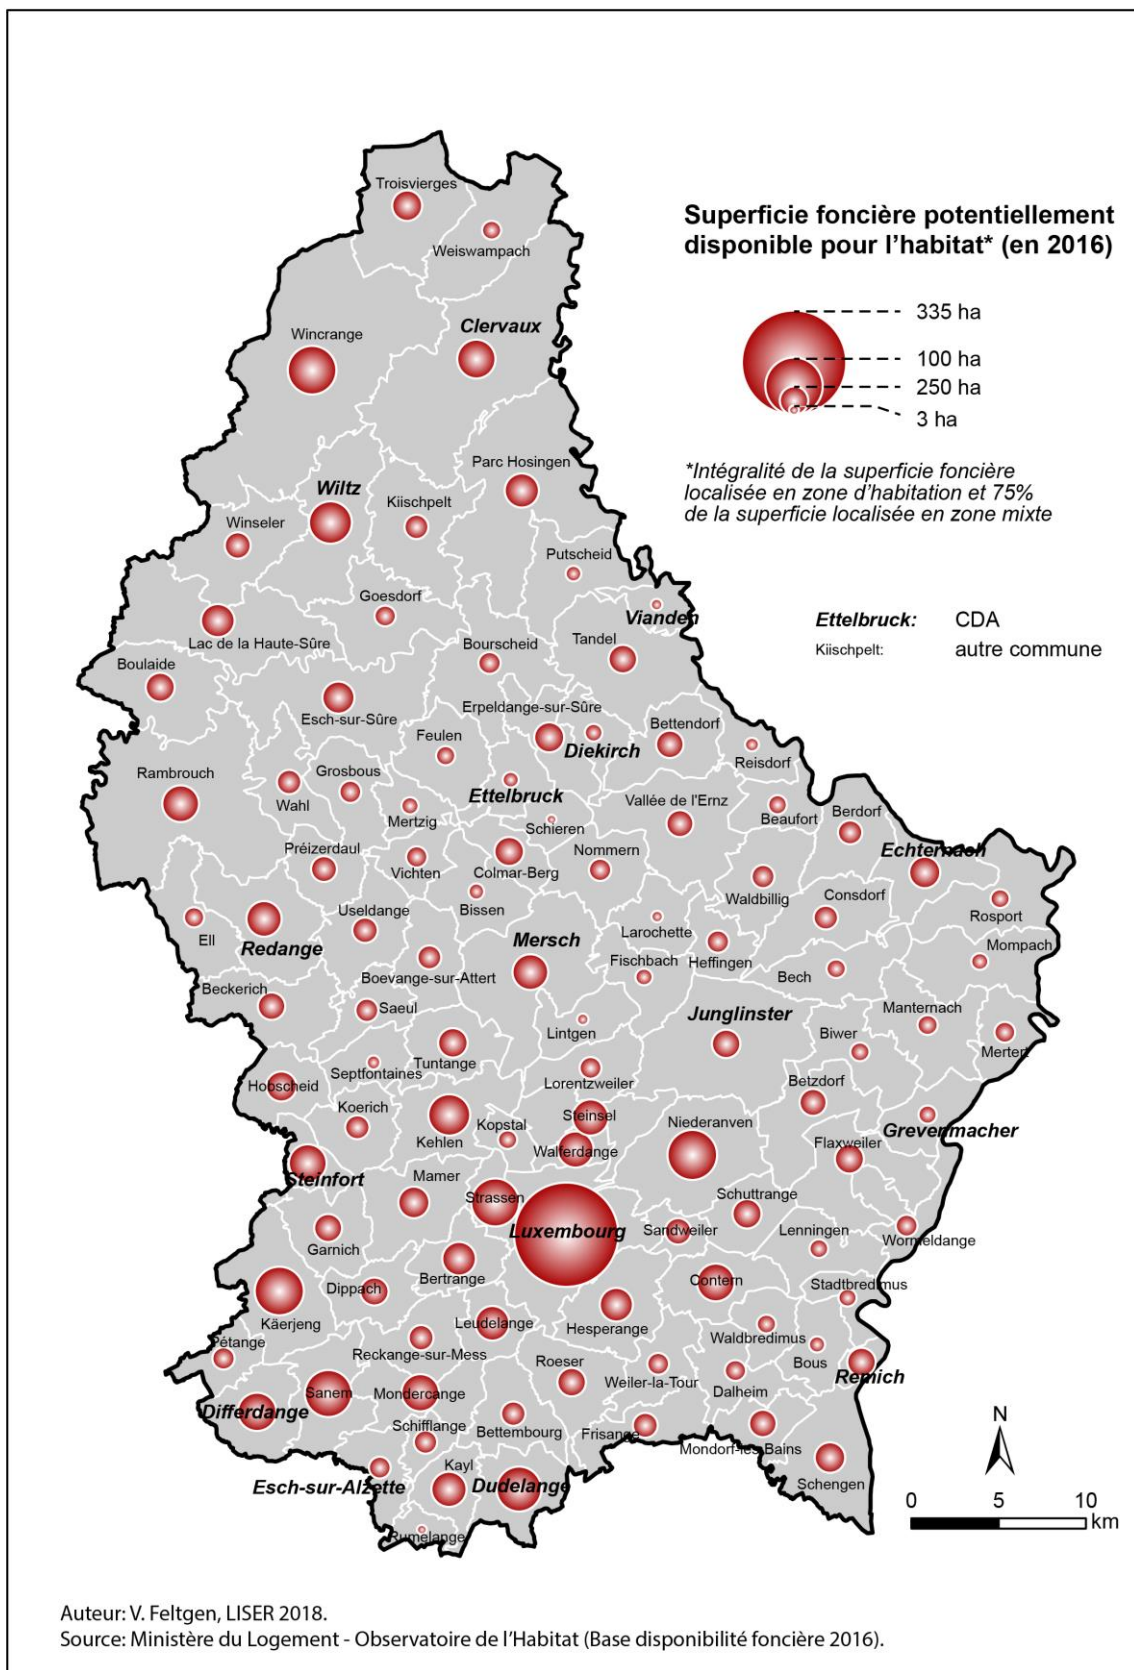 Troisvierges
Weiswampach
Superficie foncière potentiellement
disponible pour l'habitat* (en 2016)
335 ha
100 ha
250 ha
3 ha
*Intégralité de la superficie foncière
localisée en zone d'habitation et 75%
de la superficie localisée en zone mixte
Ettelbruck: CDA
Kiischpelt: autre commune
Clervaux
Wincrange
Parc Hosingen
Wiltz
Kiischpelt
Winseler
Putscheid
Goesdorf
Vianden
Lac de la Haute-Sûre
Bourscheid
Tandel
Boulaide
Esch-sur-Sûre
Erpeldange-sur-Sûre
Bettendorf
Feulen
Diekirch
Reisdorf
Rambrouch
Grosbous
Wahl
Ettelbruck
Vallée de l'Ernz
Mertzig
Beaufort
Berdorf
Schieren
Préizerdaul
Nommern
Echternach
Vichten
Colmar-Berg
Waldbillig
Consdorf
Bissen
Useldange
Rosport
Ell
Redange
Larochette
Mersch
Mompach
Boevange-sur-Attert
Fischbach
Heffingen
Bech
Beckerich
Saeul
Junglinster
Manternach
Lintgen
Biwer
Mertert
Tuntange
Septfontaines
Lorentzweiler
Hobscheid
Betzdorf
Koerich
Steinsel
Niederanven
Kopstal
Kehlen
Grevenmacher
Walferdange
Flaxweiler
Steinfort
Mamer
Strassen
Schuttrange
Luxembourg
Sandweiler
Lenningen
Wormeldange
Garnich
Bertrange
Contern
Dippach
Stadtbredimus
Käerjeng
Leudelange
Hesperange
Waldbredimus
Pétange
Reckange-sur-Mess
Roeser
Bous
Weiler-la-Tour
Remich
Dalheim
Sanem
Mondercange
Differdange
Schifflange
Bettembourg
Frisange
Mondorf-les-Bains
Kayl
Schengen
Esch-sur-Alzette
Dudelange
Rumelange
N
0 5 10
km
Auteur: V. Feltgen, LISER 2018.
Source: Ministère du Logement - Observatoire de l'Habitat (Base disponibilité foncière 2016).